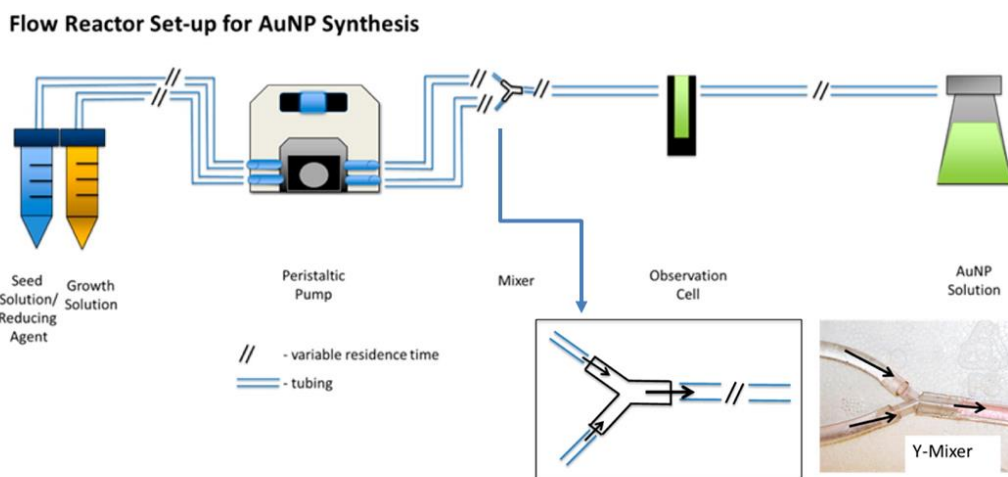 Flow Reactor Set-up for AuNP Synthesis
Seed
Solution/
Reducing
Agent
Growth
Solution
Peristaltic
Pump
Mixer
Observation
Cell
AuNP
Solution
// - variable residence time
- tubing
Y-Mixer